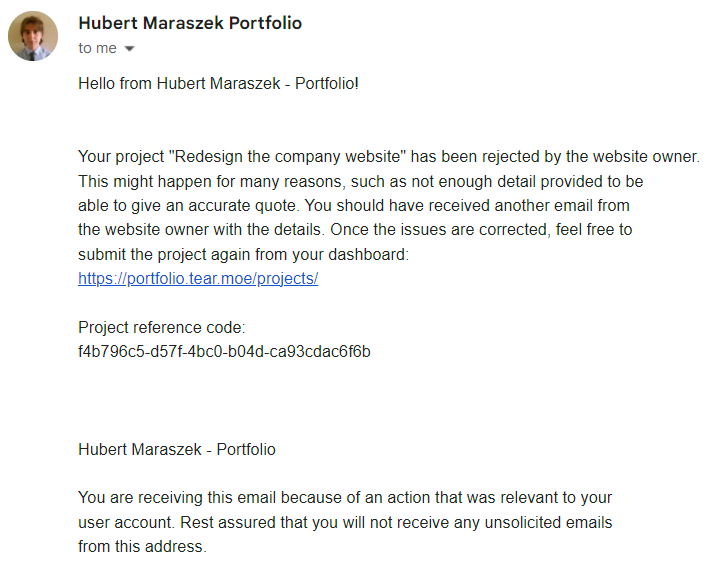 Hubert Maraszek Portfolio
to me
Hello from Hubert Maraszek - Portfolio!
Your project "Redesign the company website" has been rejected by the website owner.
This might happen for many reasons, such as not enough detail provided to be
able to give an accurate quote. You should have received another email from
the website owner with the details. Once the issues are corrected, feel free to
submit the project again from your dashboard:
https://portfolio.tear.moe/projects/
Project reference code:
f4b796c5-d57f-4bc0-b04d-ca93cdac6f6b
Hubert Maraszek - Portfolio
You are receiving this email because of an action that was relevant to your
user account. Rest assured that you will not receive any unsolicited emails
from this address.